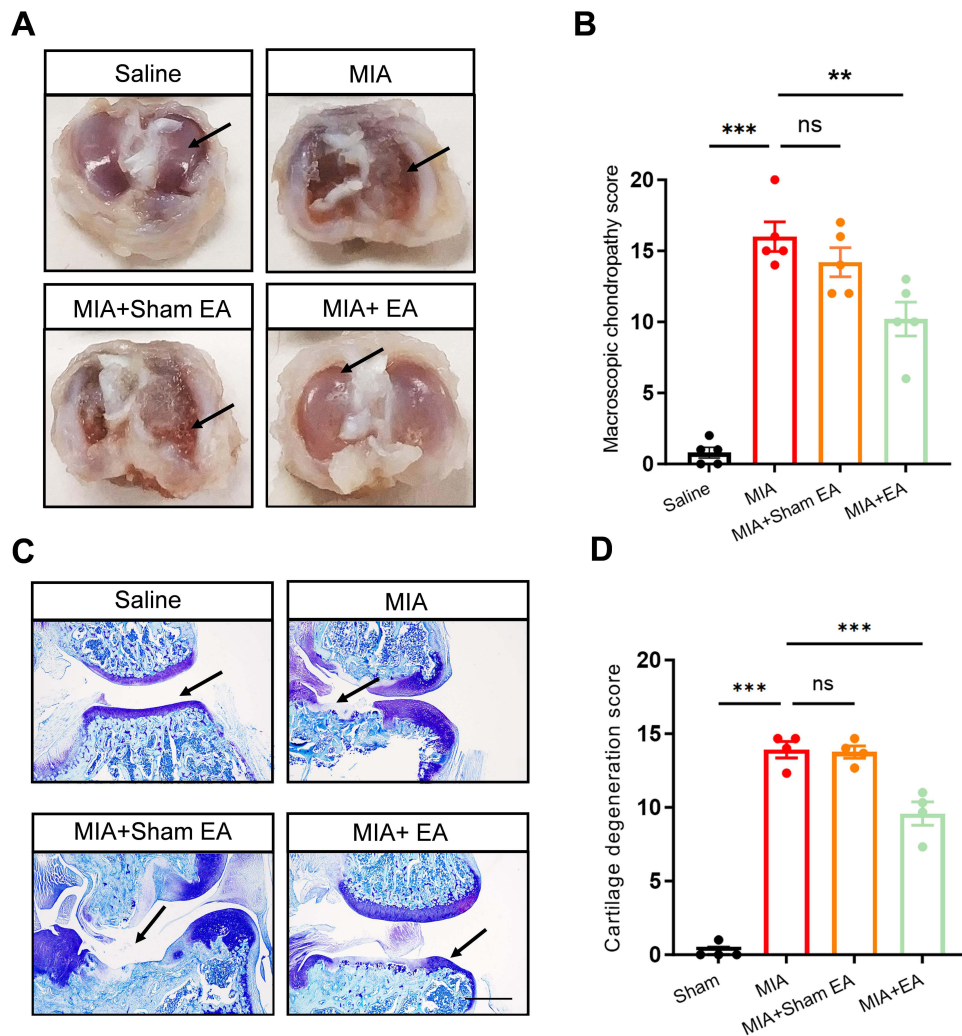 A
Saline
MIA
MIA+Sham EA
MIA+ EA
B
Macroscopic chondropathy score
20
15
10
5
0
***
ns
**
Saline
MIA
MIA+Sham EA
MIA+EA
C
Saline
MIA
MIA+Sham EA
MIA+ EA
D
Cartilage degeneration score
20
15
10
5
0
***
ns
***
Sham
MIA
MIA+Sham EA
MIA+EA